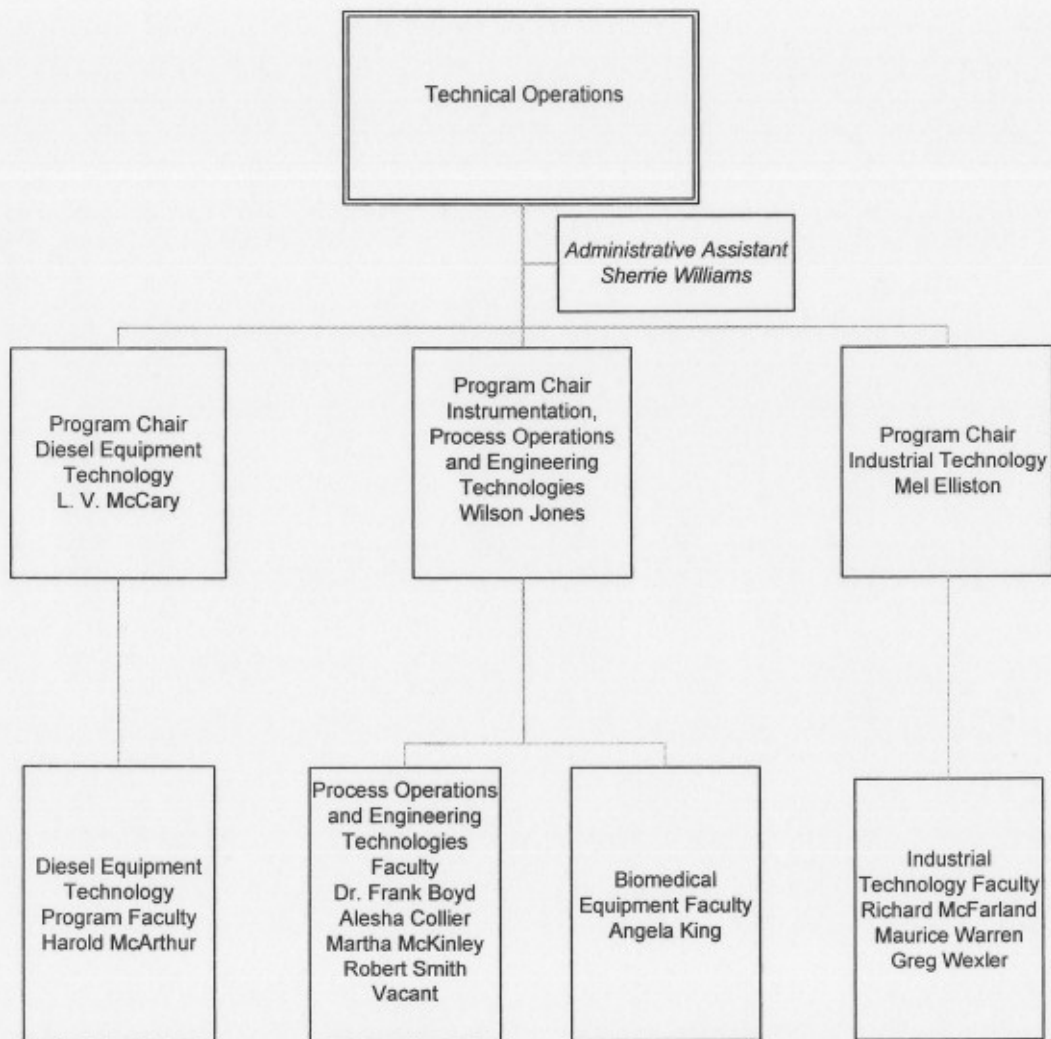 Technical Operations
Administrative Assistant
Sherrie Williams
Program Chair
Diesel Equipment
Technology
L. V. McCary
Program Chair
Instrumentation,
Process Operations
and Engineering
Technologies
Wilson Jones
Program Chair
Industrial Technology
Mel Elliston
Diesel Equipment
Technology
Program Faculty
Harold McArthur
Process Operations
and Engineering
Technologies
Faculty
Dr. Frank Boyd
Alesha Collier
Martha McKinley
Robert Smith
Vacant
Biomedical
Equipment Faculty
Angela King
Industrial
Technology Faculty
Richard McFarland
Maurice Warren
Greg Wexler